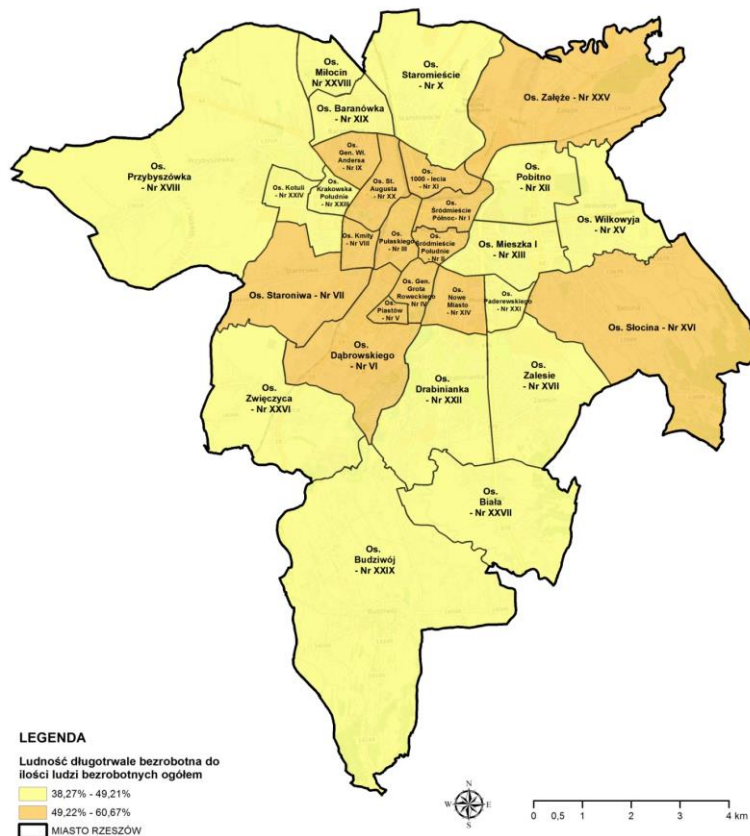 Os.
Miłocin
Nr XXVIII
Os.
Staromieście
- Nr X
Os. Załęże - Nr XXV
Os. Baranówka
- Nr XIX
Os.
Przybyszówka
- Nr XVIII
Os.
Gen. Wł.
Andersa
- Nr IX
Os. St.
Augusta
- Nr XX
Os.
1000 - lecia
- Nr XI
Os.
Pobitno
- Nr XII
Os. Kotuli
- Nr XXIV
Os.
Krakowska
Południe
- Nr XXIII
Os.
Śródmieście
Północ- Nr I
Os. Wilkowyja
- Nr XV
Os. Kmity
- Nr VIII
Os.
Pułaskiego
- Nr III
Os.
Śródmieście
Południe
- Nr II
Os. Mieszka I
- Nr XIII
Os. Staroniwa - Nr VII
Os. Gen.
Grota
Roweckiego
- Nr IV
Os.
Piastów
- Nr V
Os.
Nowe
Miasto
- Nr XIV
Os.
Paderewskiego
- Nr XXI
Os. Słocina - Nr XVI
Os.
Dąbrowskiego
- Nr VI
Os.
Zwięczyca
- Nr XXVI
Os.
Drabinianka
- Nr XXII
Os.
Zalesie
- Nr XVII
Os.
Biała
- Nr XXVII
Os.
Budziwój
- Nr XXIX
LEGENDA
Ludność długotrwale bezrobotna do
ilości ludzi bezrobotnych ogółem
38,27% - 49,21%
49,22% - 60,67%
MIASTO RZESZÓW
N
W E
S
0 0,5 1 2 3 4 km